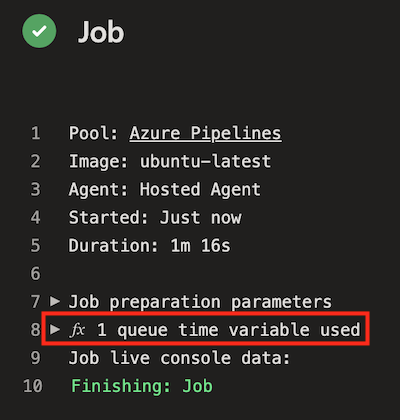 Job
1 Pool: Azure Pipelines
2 Image: ubuntu-latest
3 Agent: Hosted Agent
4 Started: Just now
5 Duration: 1m 16s
6
7 Job preparation parameters
8 fx 1 queue time variable used
9 Job live console data:
10 Finishing: Job